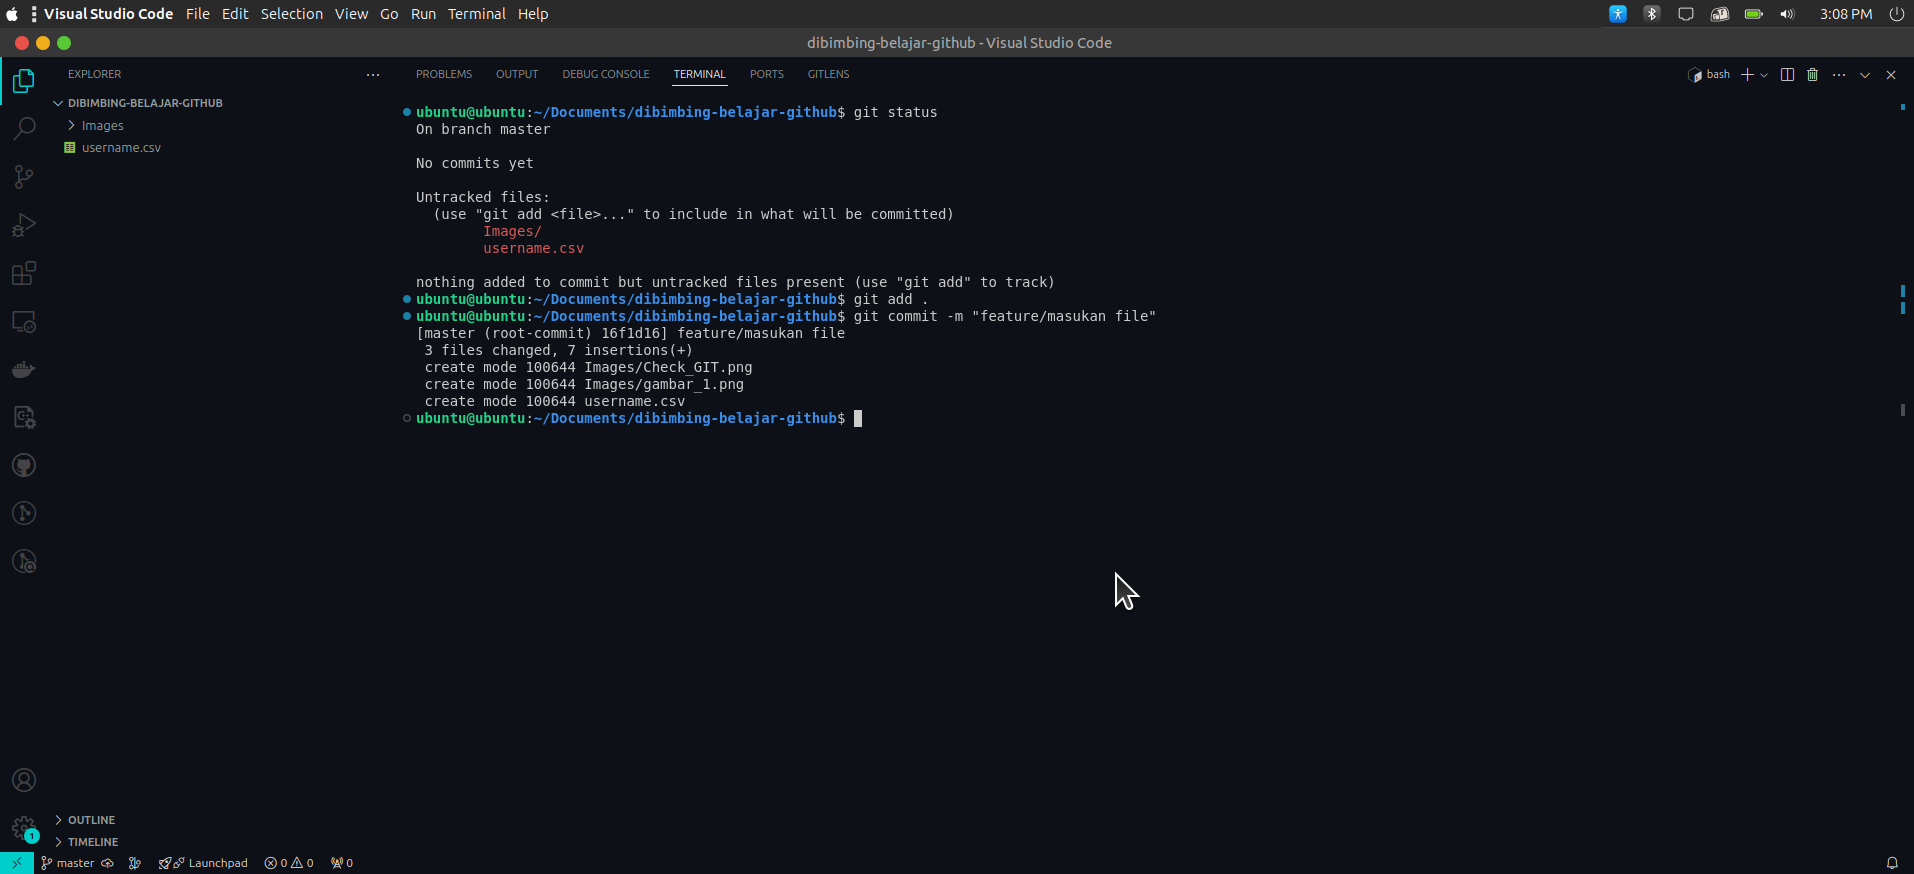 Visual Studio Code File Edit Selection View Go Run Terminal Help 3:08 PM
dibimbing-belajar-github - Visual Studio Code
EXPLORER
DIBIMBING-BELAJAR-GITHUB
Images
username.csv
PROBLEMS OUTPUT DEBUG CONSOLE TERMINAL PORTS GITLENS bash
ubuntu@ubuntu:~/Documents/dibimbing-belajar-github$ git status
On branch master
No commits yet
Untracked files:
(use "git add <file>..." to include in what will be committed)
Images/
username.csv
nothing added to commit but untracked files present (use "git add" to track)
ubuntu@ubuntu:~/Documents/dibimbing-belajar-github$ git add .
ubuntu@ubuntu:~/Documents/dibimbing-belajar-github$ git commit -m "feature/masukan file"
[master (root-commit) 16f1d16] feature/masukan file
3 files changed, 7 insertions(+)
create mode 100644 Images/Check_GIT.png
create mode 100644 Images/gambar_1.png
create mode 100644 username.csv
ubuntu@ubuntu:~/Documents/dibimbing-belajar-github$
1
OUTLINE
TIMELINE
master Launchpad 0 0 0